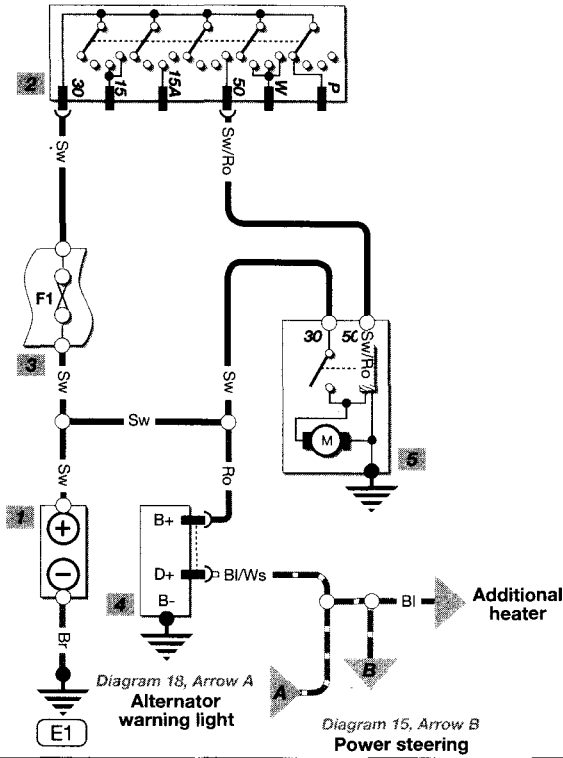 2
30
15
15A
50
W
P
Sw
Sw/Ro
F1
3
30
50
Sw/Ro
Sw
Sw
Sw
M
5
Sw
Ro
1
+
−
B+
D+
B-
4
Bl/Ws
Bl
Additional
heater
Br
Diagram 18, Arrow A
Alternator
warning light
A
B
E1
Diagram 15, Arrow B
Power steering